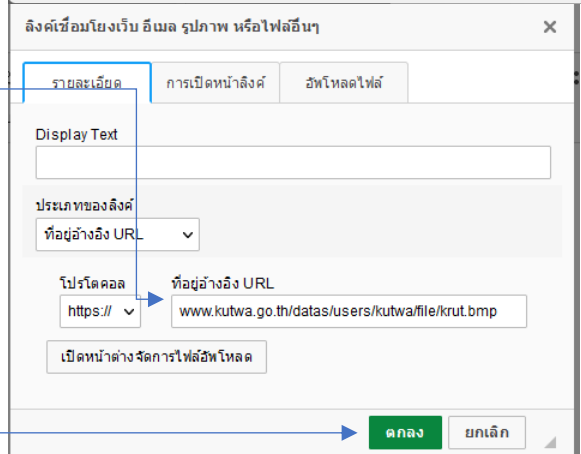 ลิงค์เชื่อมโยงเว็บ อีเมล รูปภาพ หรือไฟล์อื่นๆ
รายละเอียด การเปิดหน้าลิงค์ อัพโหลดไฟล์
Display Text
ประเภทของลิงค์
ที่อยู่อ้างอิง URL
โปรโตคอล ที่อยู่อ้างอิง URL
https:// www.kutwa.go.th/datas/users/kutwa/file/krut.bmp
เปิดหน้าต่างจัดการไฟล์อัพโหลด
ตกลง ยกเลิก